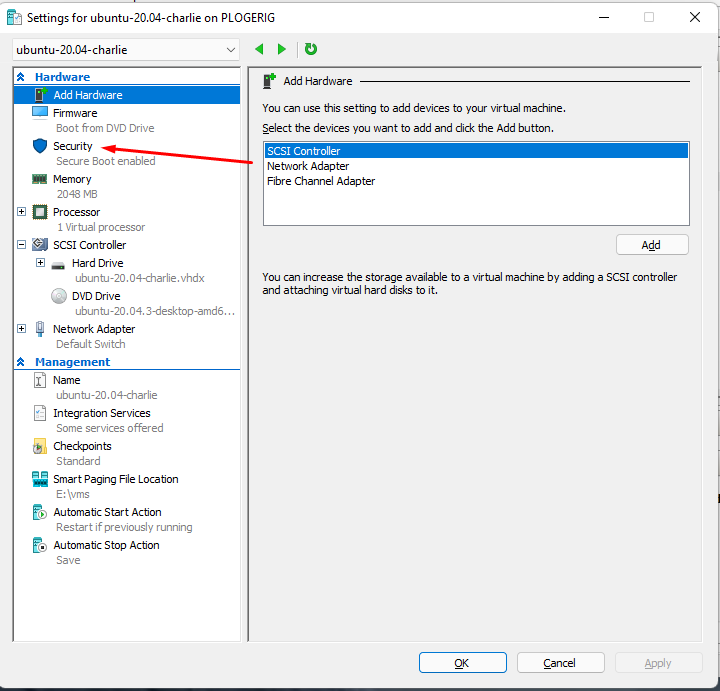 Settings for ubuntu-20.04-charlie on PLOGERIG
ubuntu-20.04-charlie
Hardware
Add Hardware
Firmware
Boot from DVD Drive
Security
Secure Boot enabled
Memory
2048 MB
Processor
1 Virtual processor
SCSI Controller
Hard Drive
ubuntu-20.04-charlie.vhdx
DVD Drive
ubuntu-20.04.3-desktop-amd6...
Network Adapter
Default Switch
Management
Name
ubuntu-20.04-charlie
Integration Services
Some services offered
Checkpoints
Standard
Smart Paging File Location
E:\vms
Automatic Start Action
Restart if previously running
Automatic Stop Action
Save
Add Hardware
You can use this setting to add devices to your virtual machine.
Select the devices you want to add and click the Add button.
SCSI Controller
Network Adapter
Fibre Channel Adapter
Add
You can increase the storage available to a virtual machine by adding a SCSI controller
and attaching virtual hard disks to it.
OK
Cancel
Apply